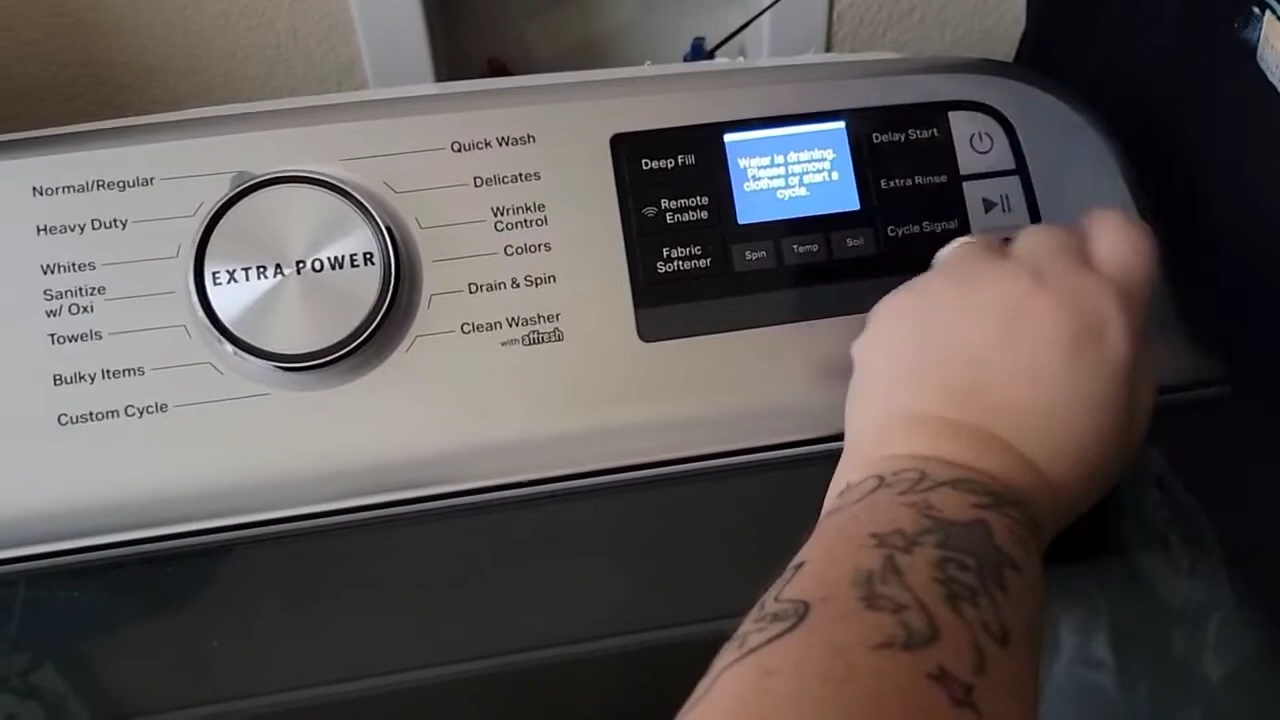 Normal/Regular
Heavy Duty
Whites
Sanitize
w/ Oxi
Towels
Bulky Items
Custom Cycle
EXTRA POWER
Quick Wash
Delicates
Wrinkle
Control
Colors
Drain & Spin
Clean Washer
with affresh
Deep Fill
Remote
Enable
Fabric
Softener
Water is draining.
Please remove
clothes or start a
cycle.
Spin
Temp
Soil
Delay Start
Extra Rinse
Cycle Signal